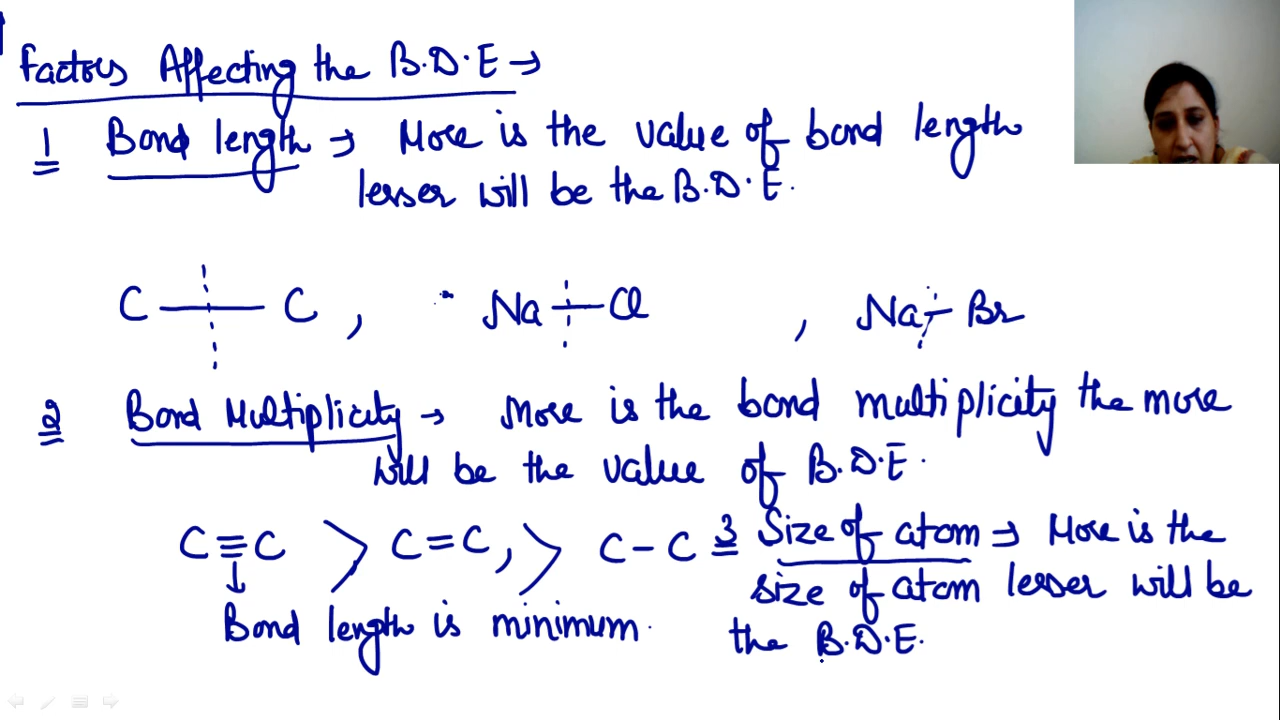 Factors Affecting the B.D.E →
1 Bond length → More is the value of bond length
lesser will be the B.D.E.
C — C , Na — Cl , Na — Br
2 Bond Multiplicity → More is the bond multiplicity the more
will be the value of B.D.E.
C≡C > C=C, > C-C
↓
Bond length is minimum.
3 Size of atom → More is the
size of atom lesser will be
the B.D.E.